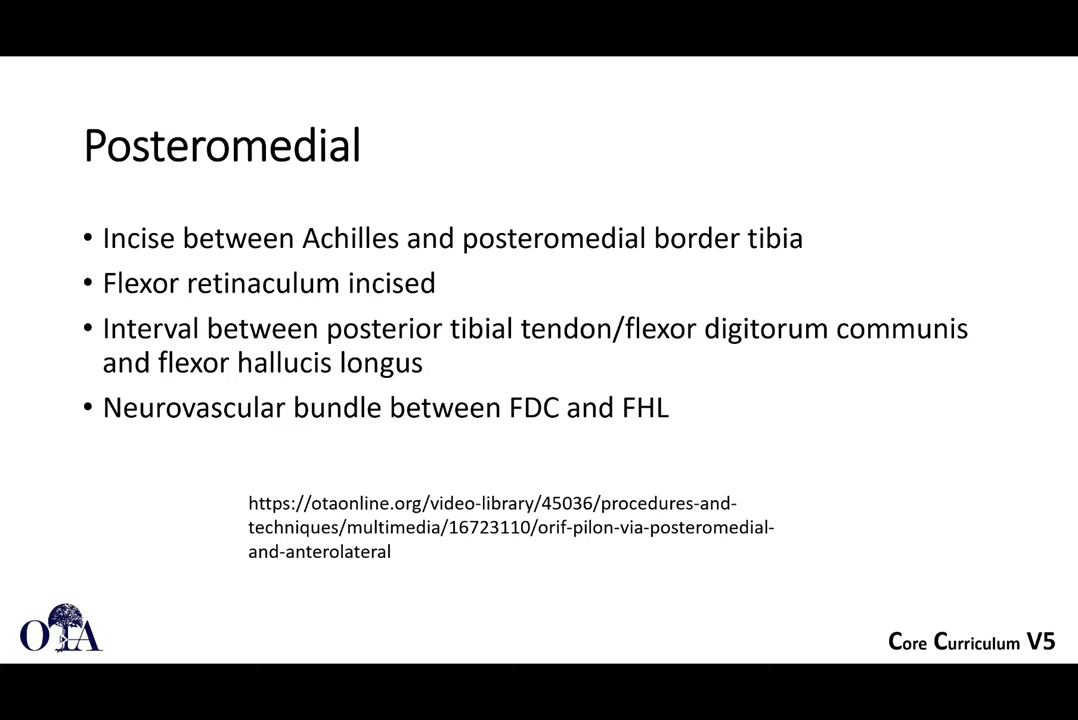 Posteromedial
• Incise between Achilles and posteromedial border tibia
• Flexor retinaculum incised
• Interval between posterior tibial tendon/flexor digitorum communis
and flexor hallucis longus
• Neurovascular bundle between FDC and FHL
https://otaonline.org/video-library/45036/procedures-and-
techniques/multimedia/16723110/orif-pilon-via-posteromedial-
and-anterolateral
OTA
Core Curriculum V5